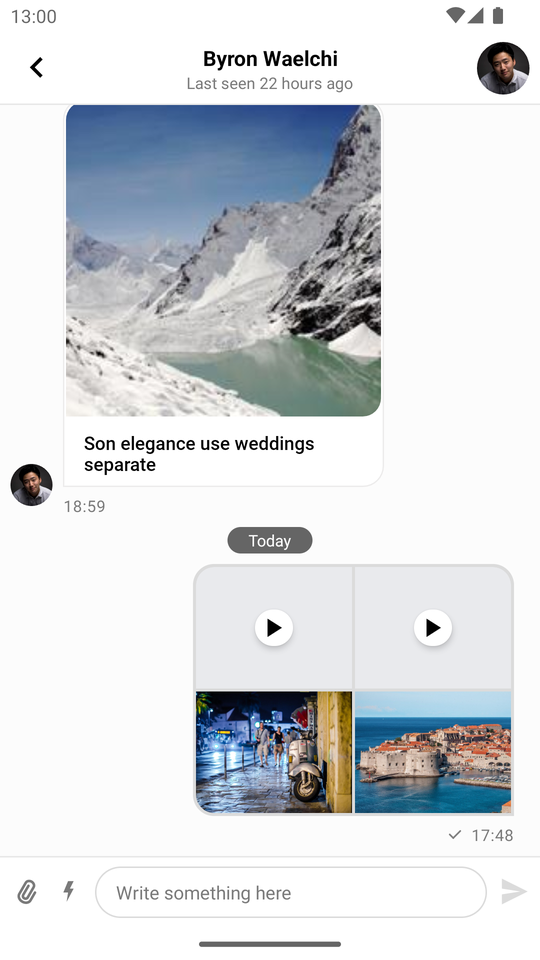 13:00
Byron Waelchi
Last seen 22 hours ago
Son elegance use weddings
separate
18:59
Today
17:48
Write something here